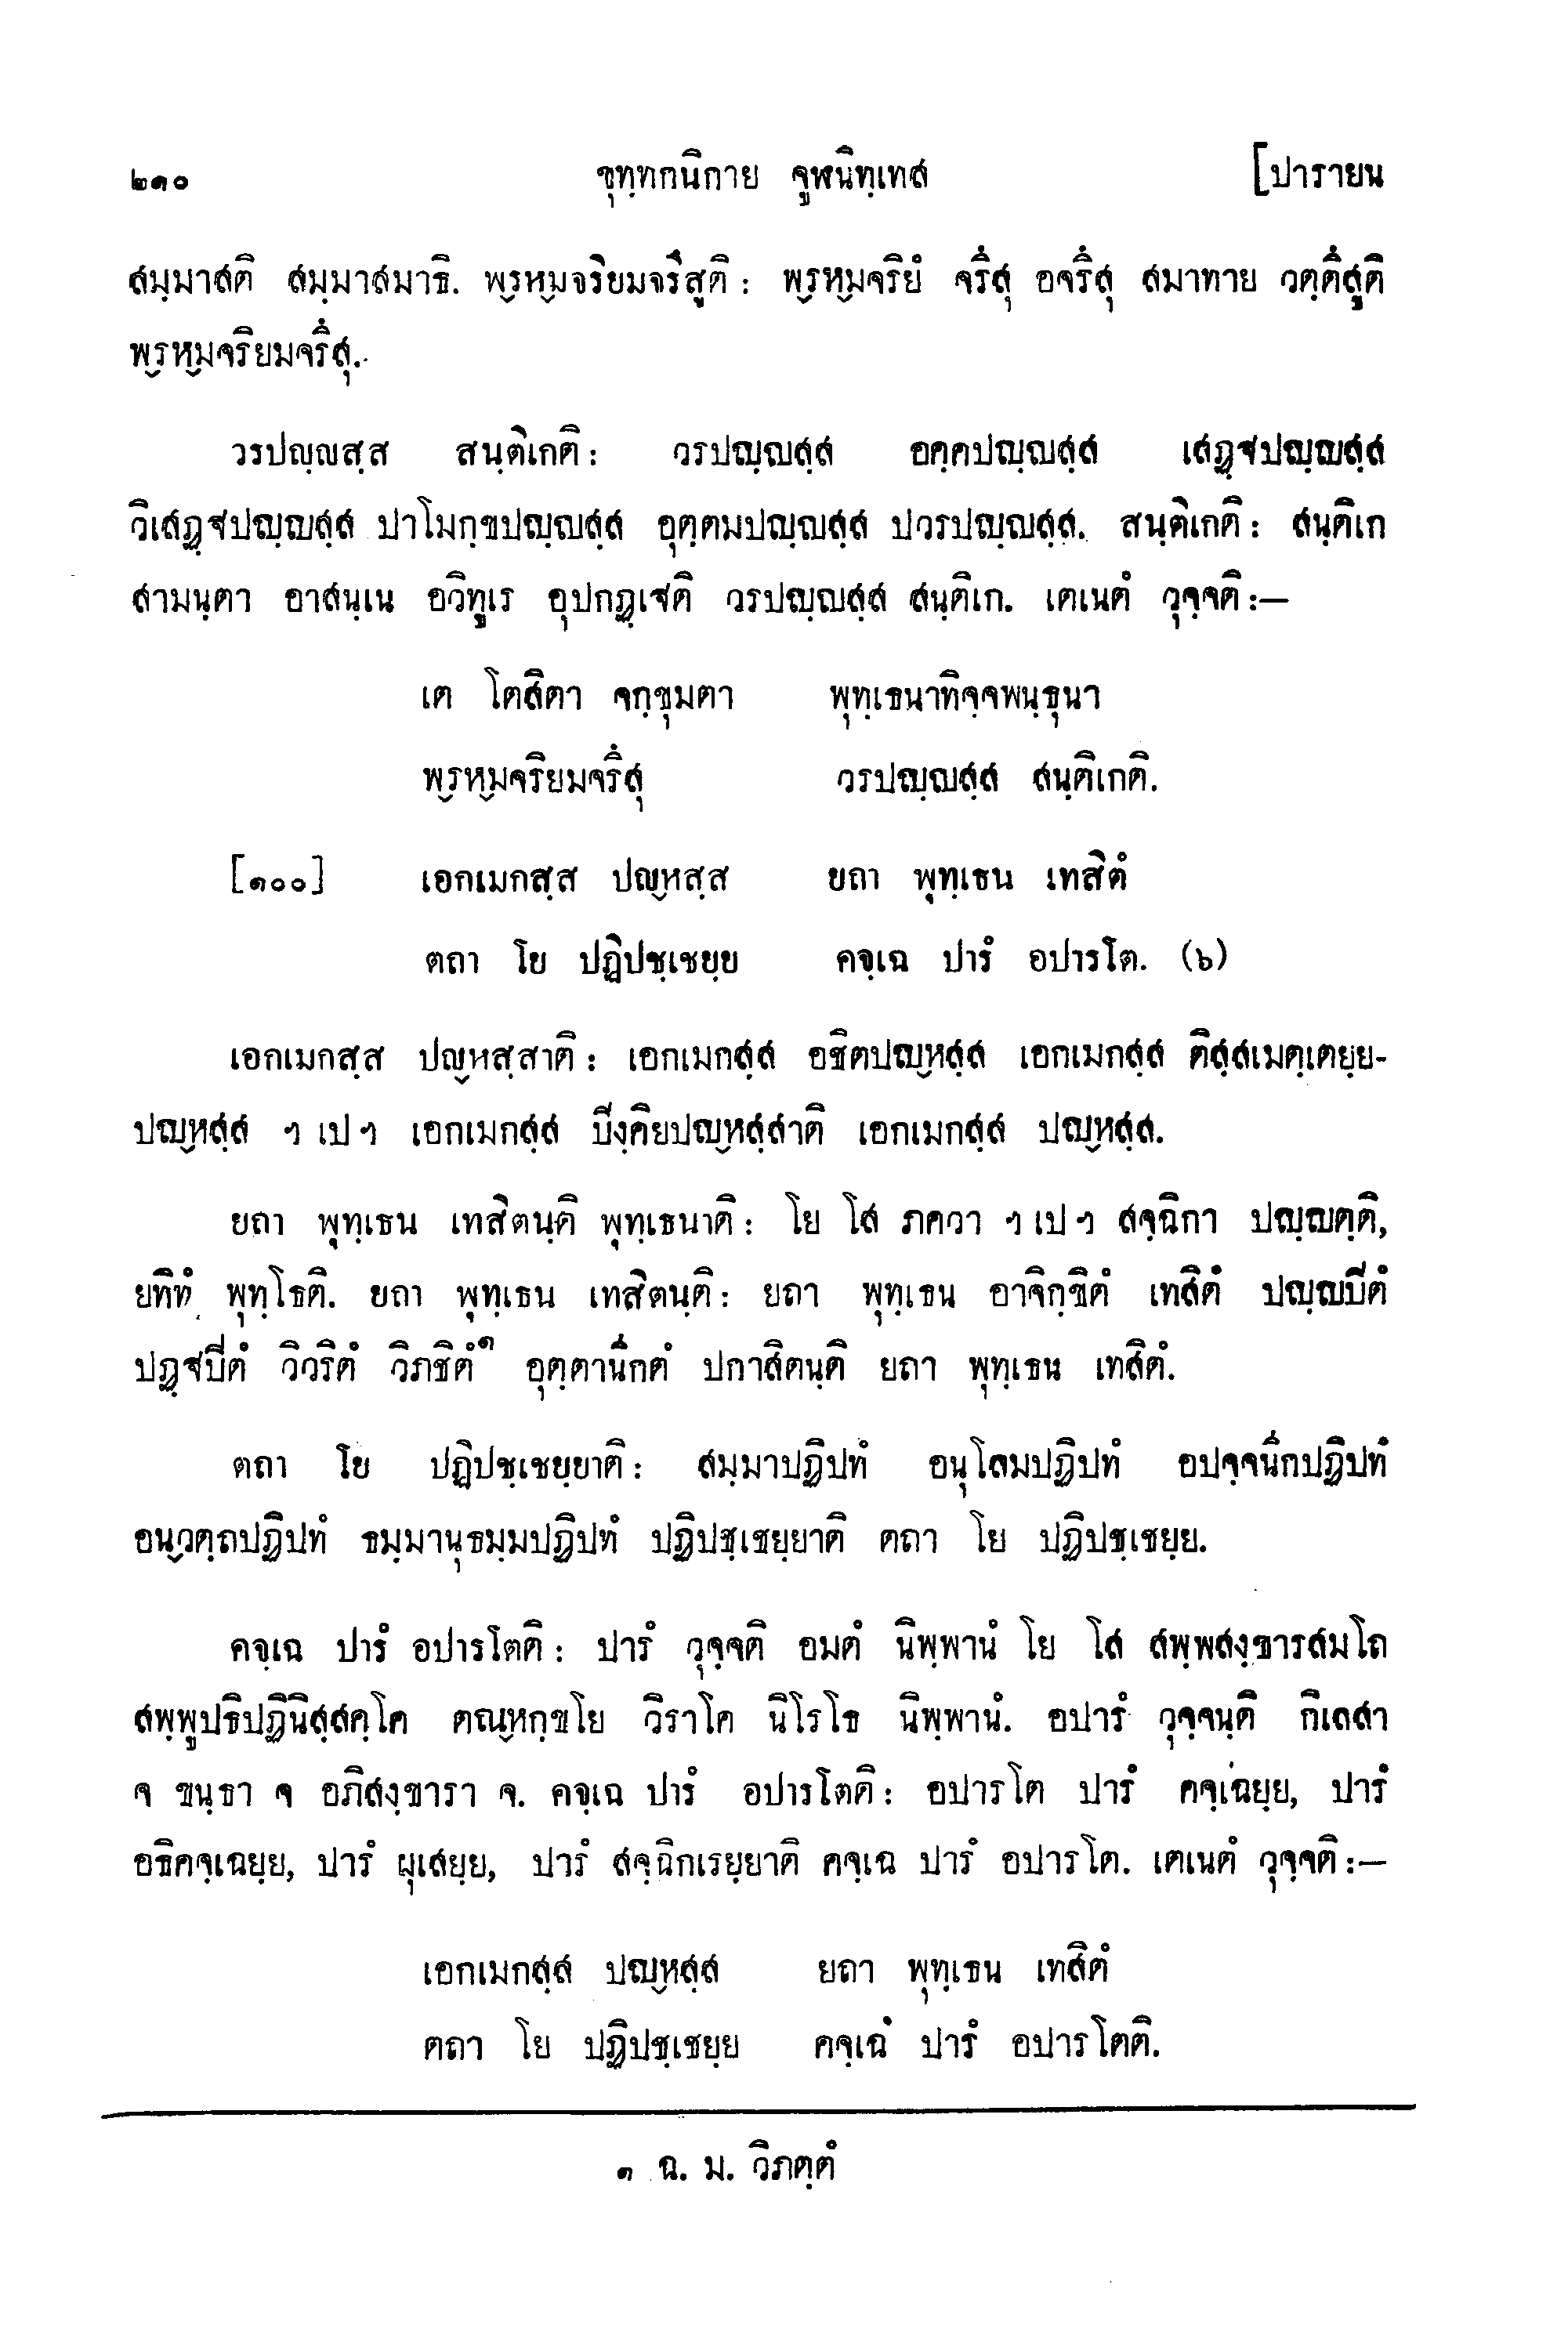 ๒๑๐ ขุทฺทกนิกาย จูฬนิทฺเทส [ปารายน
สมฺมาสติ สมฺมาสมาธิ. พฺรหฺมจริยมจรึสูติ: พฺรหฺมจริยํ จรึสุ อจรึสุ สมาทาย วตฺตึสูติ
พฺรหฺมจริยมจรึสุ.
วรปญฺญสฺส สนฺติเกติ: วรปญฺญสฺส อคฺคปญฺญสฺส เสฏฺฐปญฺญสฺส
วิเสฏฺฐปญฺญสฺส ปาโมกฺขปญฺญสฺส อุตฺตมปญฺญสฺส ปวรปญฺญสฺส. สนฺติเกติ: สนฺติเก
สามนฺตา อาสนฺเน อวิทูเร อุปกฏฺเฐติ วรปญฺญสฺส สนฺติเก. เตเนตํ วุจฺจติ:—
เต โตสิตา จกฺขุมตา พุทฺเธนาทิจฺจพนฺธุนา
พฺรหฺมจริยมจรึสุ วรปญฺญสฺส สนฺติเกติ.
[๑๐๐] เอกเมกสฺส ปญฺหสฺส ยถา พุทฺเธน เทสิตํ
ตถา โย ปฏิปชฺเชยฺย คจฺเฉ ปารํ อปารโต. (๖)
เอกเมกสฺส ปญฺหสฺสาติ: เอกเมกสฺส อชิตปญฺหสฺส เอกเมกสฺส ติสฺสเมตฺเตยฺย-
ปญฺหสฺส ฯ เป ฯ เอกเมกสฺส ปิงฺคิยปญฺหสฺสาติ เอกเมกสฺส ปญฺหสฺส.
ยถา พุทฺเธน เทสิตนฺติ พุทฺเธนาติ: โย โส ภควา ฯ เป ฯ สจฺฉิกา ปญฺญตฺติ,
ยทิทํ พุทฺโธติ. ยถา พุทฺเธน เทสิตนฺติ: ยถา พุทฺเธน อาจิกฺขิตํ เทสิตํ ปญฺญปิตํ
ปฏฺฐปิตํ วิวริตํ วิภชิตํ๑ อุตฺตานีกตํ ปกาสิตนฺติ ยถา พุทฺเธน เทสิตํ.
ตถา โย ปฏิปชฺเชยฺยาติ: สมฺมาปฏิปทํ อนุโลมปฏิปทํ อปจฺจนีกปฏิปทํ
อนฺวตฺถปฏิปทํ ธมฺมานุธมฺมปฏิปทํ ปฏิปชฺเชยฺยาติ ตถา โย ปฏิปชฺเชยฺย.
คจฺเฉ ปารํ อปารโตติ: ปารํ วุจฺจติ อมตํ นิพฺพานํ โย โส สพฺพสงฺขารสมโถ
สพฺพูปธิปฏินิสฺสคฺโค ตณฺหกฺขโย วิราโค นิโรโธ นิพฺพานํ. อปารํ วุจฺจนฺติ กิเลสา
จ ขนฺธา จ อภิสงฺขารา จ. คจฺเฉ ปารํ อปารโตติ: อปารโต ปารํ คจฺเฉยฺย, ปารํ
อธิคจฺเฉยฺย, ปารํ ผุเสยฺย, ปารํ สจฺฉิกเรยฺยาติ คจฺเฉ ปารํ อปารโต. เตเนตํ วุจฺจติ:—
เอกเมกสฺส ปญฺหสฺส ยถา พุทฺเธน เทสิตํ
ตถา โย ปฏิปชฺเชยฺย คจฺเฉํ ปารํ อปารโตติ.
๑ ฉ. ม. วิภตฺตํ